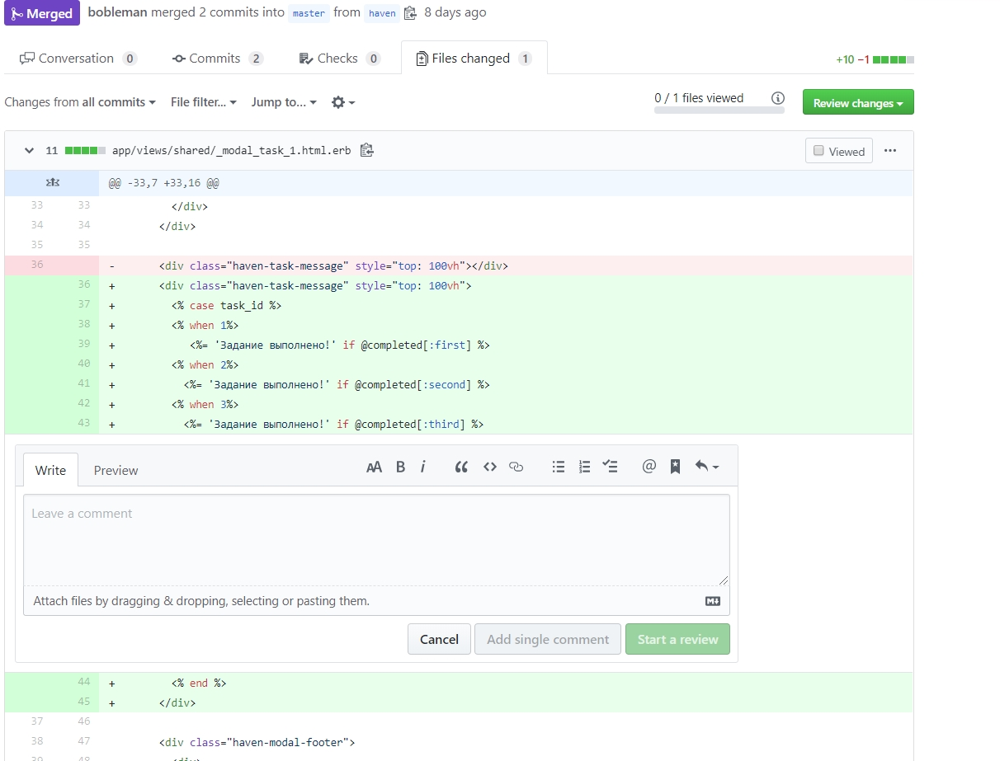 Merged bobleman merged 2 commits into master from haven 8 days ago
Conversation 0 Commits 2 Checks 0 Files changed 1 +10 −1
Changes from all commits File filter... Jump to... 0 / 1 files viewed Review changes
11 app/views/shared/_modal_task_1.html.erb Viewed ...
@@ -33,7 +33,16 @@
33 33 </div>
34 34 </div>
35 35
36 - <div class="haven-task-message" style="top: 100vh"></div>
36 + <div class="haven-task-message" style="top: 100vh">
37 + <% case task_id %>
38 + <% when 1%>
39 + <%= 'Задание выполнено!' if @completed[:first] %>
40 + <% when 2%>
41 + <%= 'Задание выполнено!' if @completed[:second] %>
42 + <% when 3%>
43 + <%= 'Задание выполнено!' if @completed[:third] %>
Write Preview AA B i “ <> @
Leave a comment
Attach files by dragging & dropping, selecting or pasting them. M↓
Cancel Add single comment Start a review
44 + <% end %>
45 + </div>
37 46
38 47 <div class="haven-modal-footer">
39 48 <div>